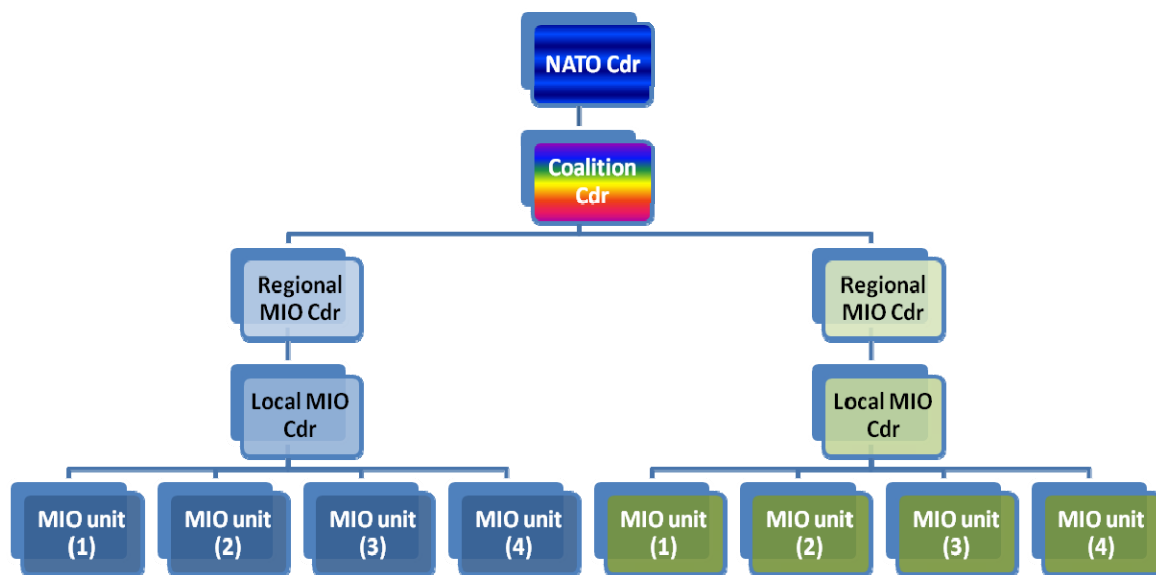 NATO Cdr
Coalition
Cdr
Regional
MIO Cdr
Regional
MIO Cdr
Local MIO
Cdr
Local MIO
Cdr
MIO unit
(1)
MIO unit
(2)
MIO unit
(3)
MIO unit
(4)
MIO unit
(1)
MIO unit
(2)
MIO unit
(3)
MIO unit
(4)